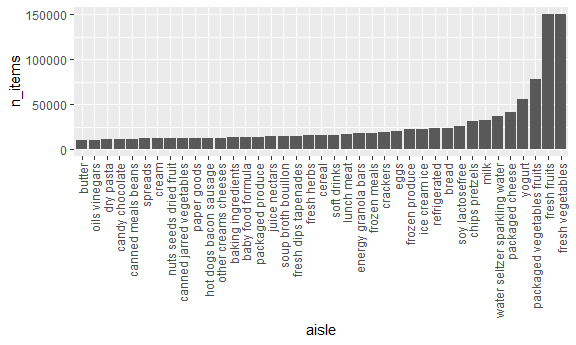 150000
100000
50000
0
n_items
butter
oils vinegars
dry pasta
candy chocolate
canned meals beans
spreads
cream
nuts seeds dried fruit
canned jarred vegetables
paper goods
hot dogs bacon sausage
other creams cheeses
baking ingredients
baby food formula
packaged produce
juice nectars
soup broth bouillon
fresh dips tapenades
fresh herbs
cereal
soft drinks
lunch meat
energy granola bars
frozen meals
crackers
eggs
frozen produce
ice cream ice
refrigerated
bread
soy lactosefree
chips pretzels
milk
water seltzer sparkling water
packaged cheese
yogurt
packaged vegetables fruits
fresh fruits
fresh vegetables
aisle